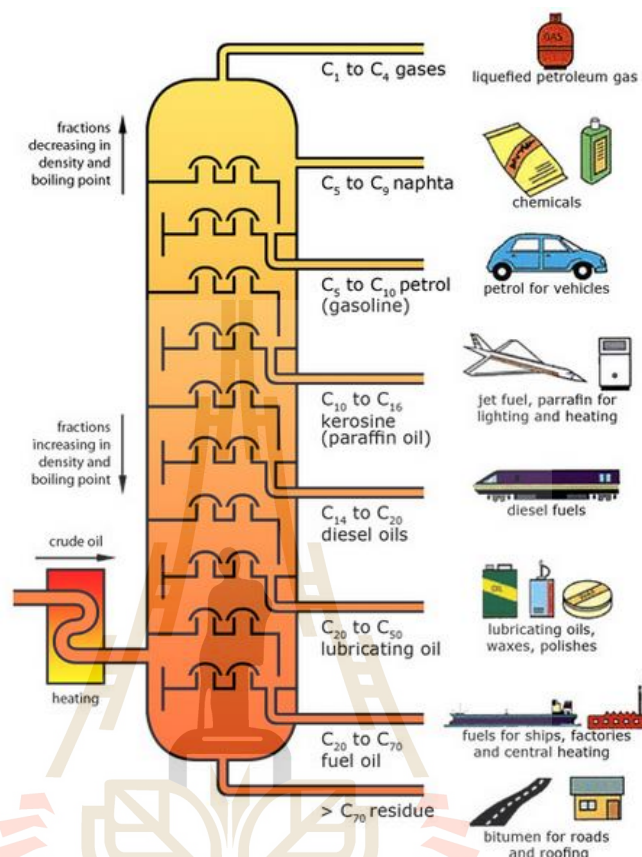 C₁ to C₄ gases
GAS
liquefied petroleum gas
fractions
decreasing in
density and
boiling point
C₅ to C₉ naphta
chemicals
C₅ to C₁₀ petrol
(gasoline)
petrol for vehicles
C₁₀ to C₁₆
kerosine
(paraffin oil)
jet fuel, parrafin for
lighting and heating
fractions
increasing in
density and
boiling point
C₁₄ to C₂₀
diesel oils
diesel fuels
crude oil
heating
C₂₀ to C₅₀
lubricating oil
OIL
lubricating oils,
waxes, polishes
C₂₀ to C₇₀
fuel oil
fuels for ships, factories
and central heating
> C₇₀ residue
bitumen for roads
and roofing